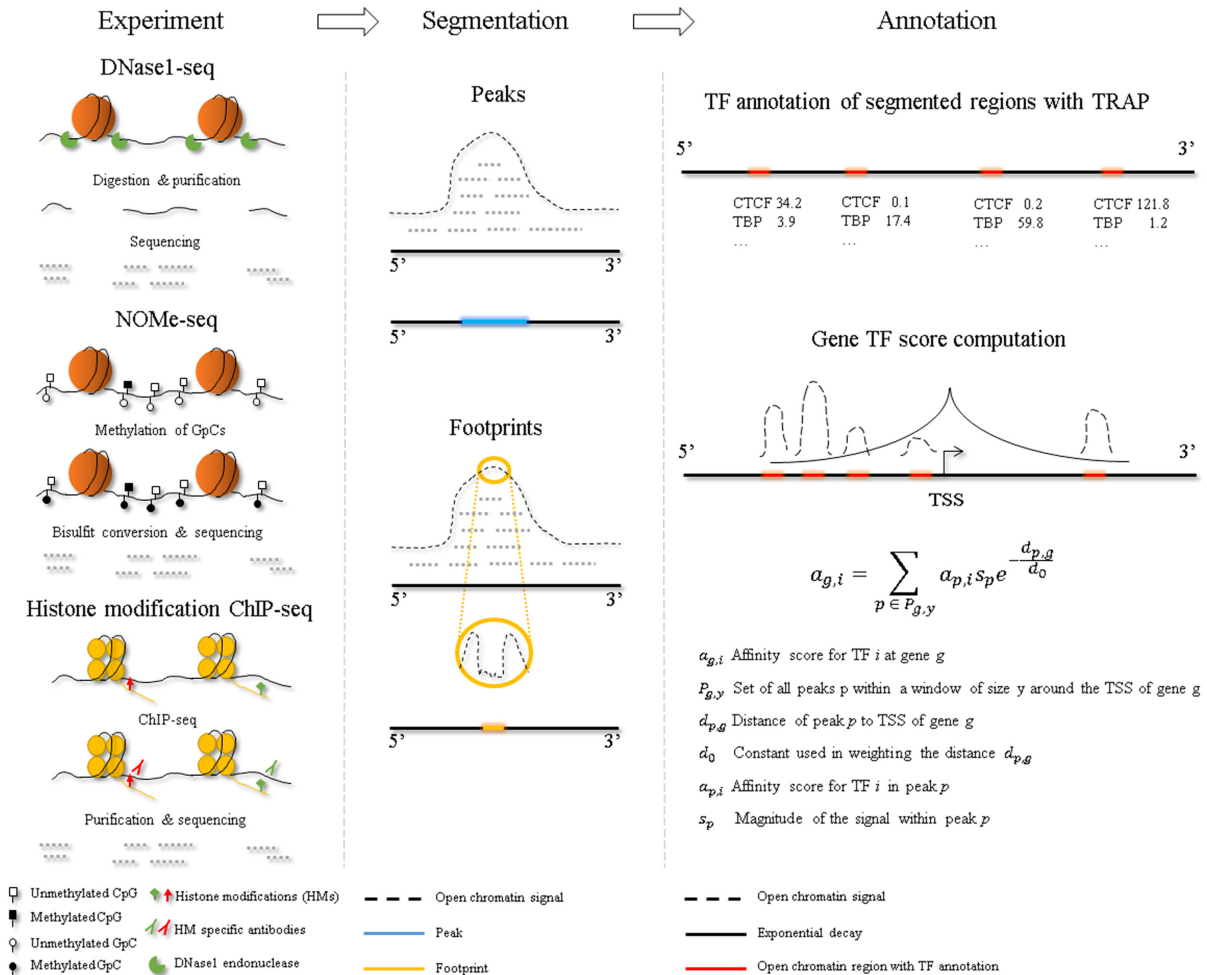 Experiment
Segmentation
Annotation
DNase1-seq
Digestion & purification
Sequencing
NOMe-seq
Methylation of GpCs
Bisulfit conversion & sequencing
Histone modification ChIP-seq
ChIP-seq
Purification & sequencing
Peaks
5’ 3’
5’ 3’
Footprints
5’ 3’
5’ 3’
TF annotation of segmented regions with TRAP
5’ 3’
CTCF 34.2 CTCF 0.1 CTCF 0.2 CTCF 121.8
TBP 3.9 TBP 17.4 TBP 59.8 TBP 1.2
... ... ... ...
Gene TF score computation
5’ 3’
TSS
a_{g,i} = ∑_{p ∈ P_{g,y}} a_{p,i} s_p e^{-\frac{d_{p,g}}{d_0}}
a_{g,i} Affinity score for TF i at gene g
P_{g,y} Set of all peaks p within a window of size y around the TSS of gene g
d_{p,g} Distance of peak p to TSS of gene g
d_0 Constant used in weighting the distance d_{p,g}
a_{p,i} Affinity score for TF i in peak p
s_p Magnitude of the signal within peak p
Unmethylated CpG
Methylated CpG
Unmethylated GpC
Methylated GpC
Histone modifications (HMs)
HM specific antibodies
DNase1 endonuclease
Open chromatin signal
Peak
Footprint
Open chromatin signal
Exponential decay
Open chromatin region with TF annotation